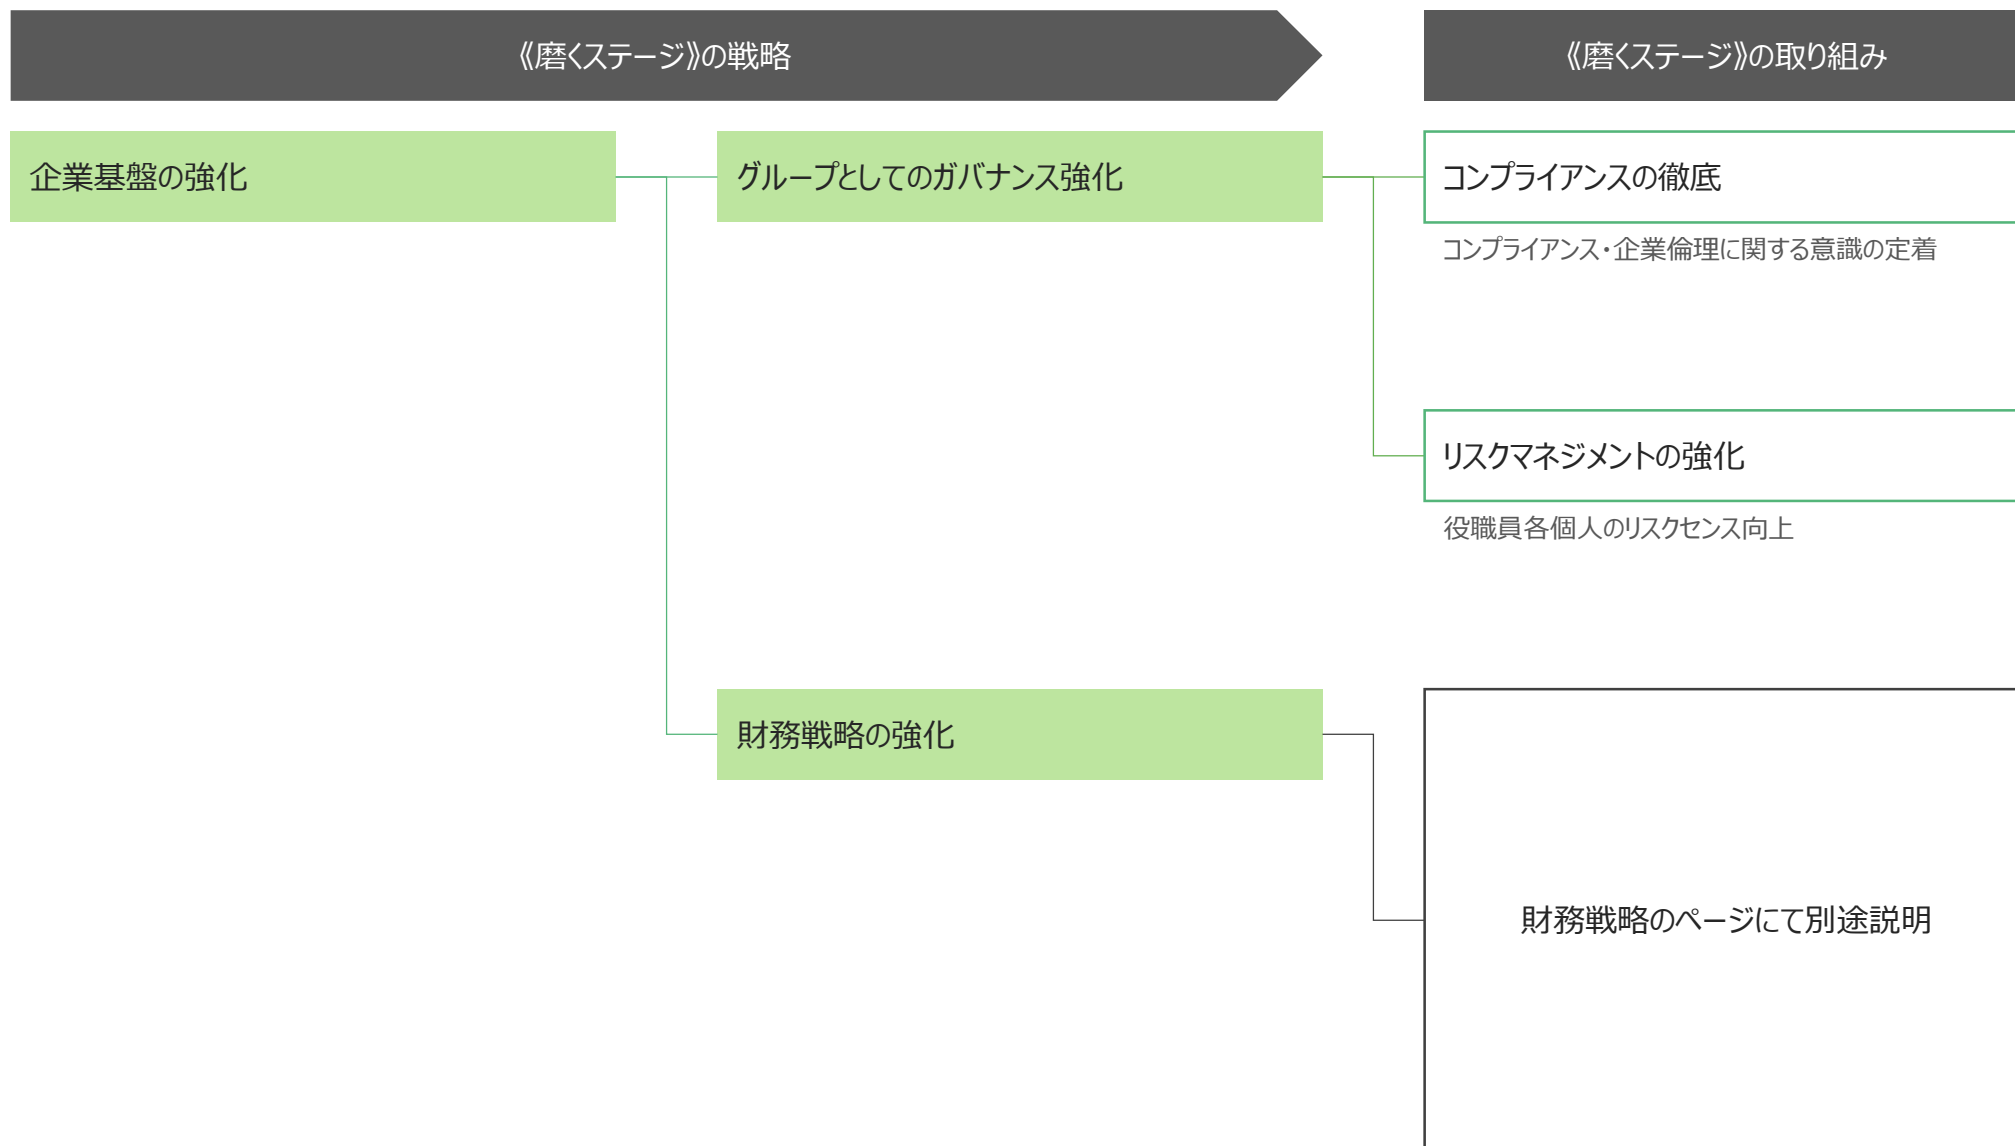 《磨くステージ》の戦略
《磨くステージ》の取り組み
企業基盤の強化
グループとしてのガバナンス強化
コンプライアンスの徹底
コンプライアンス・企業倫理に関する意識の定着
リスクマネジメントの強化
役職員各個人のリスクセンス向上
財務戦略の強化
財務戦略のページにて別途説明